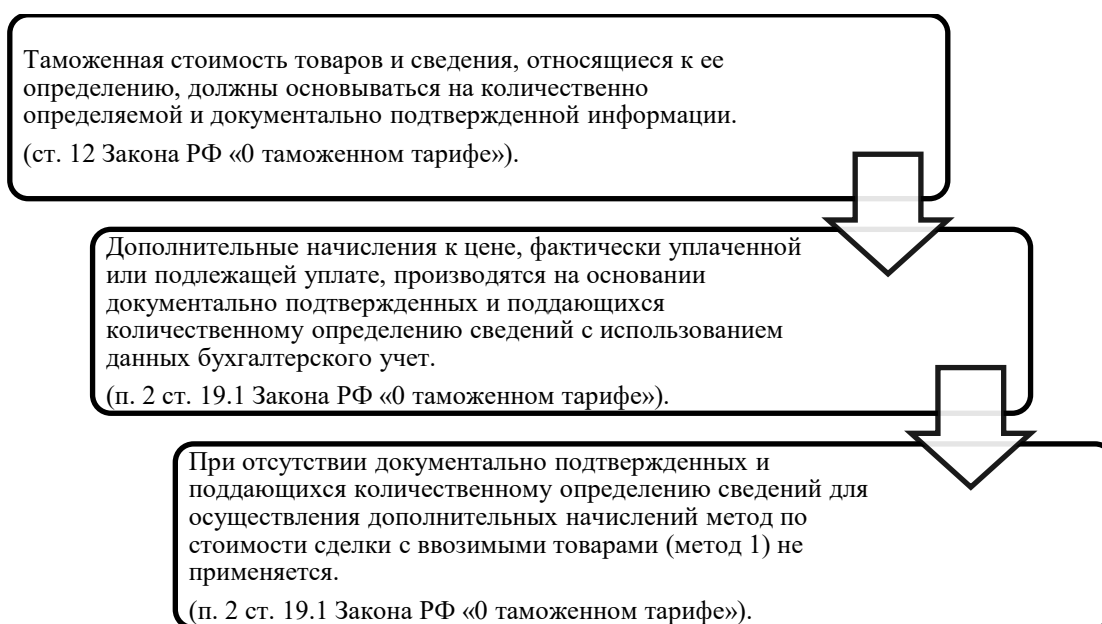 Таможенная стоимость товаров и сведения, относящиеся к ее
определению, должны основываться на количественно
определяемой и документально подтвержденной информации.
(ст. 12 Закона РФ «0 таможенном тарифе»).
Дополнительные начисления к цене, фактически уплаченной
или подлежащей уплате, производятся на основании
документально подтвержденных и поддающихся
количественному определению сведений с использованием
данных бухгалтерского учет.
(п. 2 ст. 19.1 Закона РФ «0 таможенном тарифе»).
При отсутствии документально подтвержденных и
поддающихся количественному определению сведений для
осуществления дополнительных начислений метод по
стоимости сделки с ввозимыми товарами (метод 1) не
применяется.
(п. 2 ст. 19.1 Закона РФ «0 таможенном тарифе»).